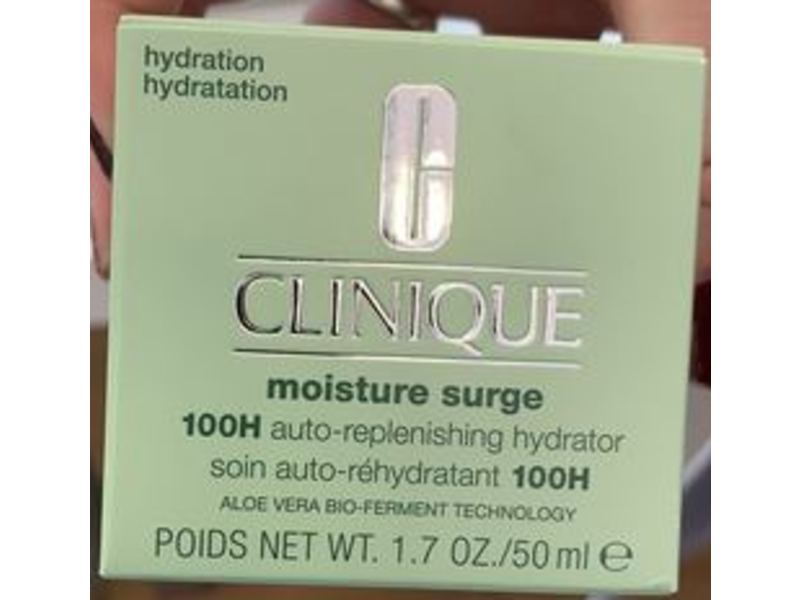 hydration
hydratation
CLINIQUE
moisture surge
100H auto-replenishing hydrator
soin auto-réhydratant 100H
ALOE VERA BIO-FERMENT TECHNOLOGY
POIDS NET WT. 1.7 OZ./50 ml ℮